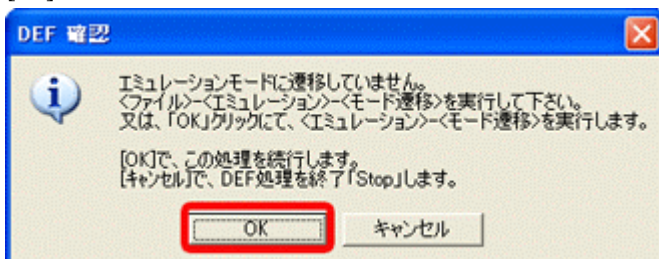 DEF 確認
エミュレーションモードに遷移していません。
<ファイル>-<エミュレーション>-<モード遷移>を実行して下さい。
又は、「OK」クリックにて、<エミュレーション>-<モード遷移>を実行します。
[OK]で、この処理を続行します。
[キャンセル]で、DEF処理を終了「Stop」します。
OK
キャンセル